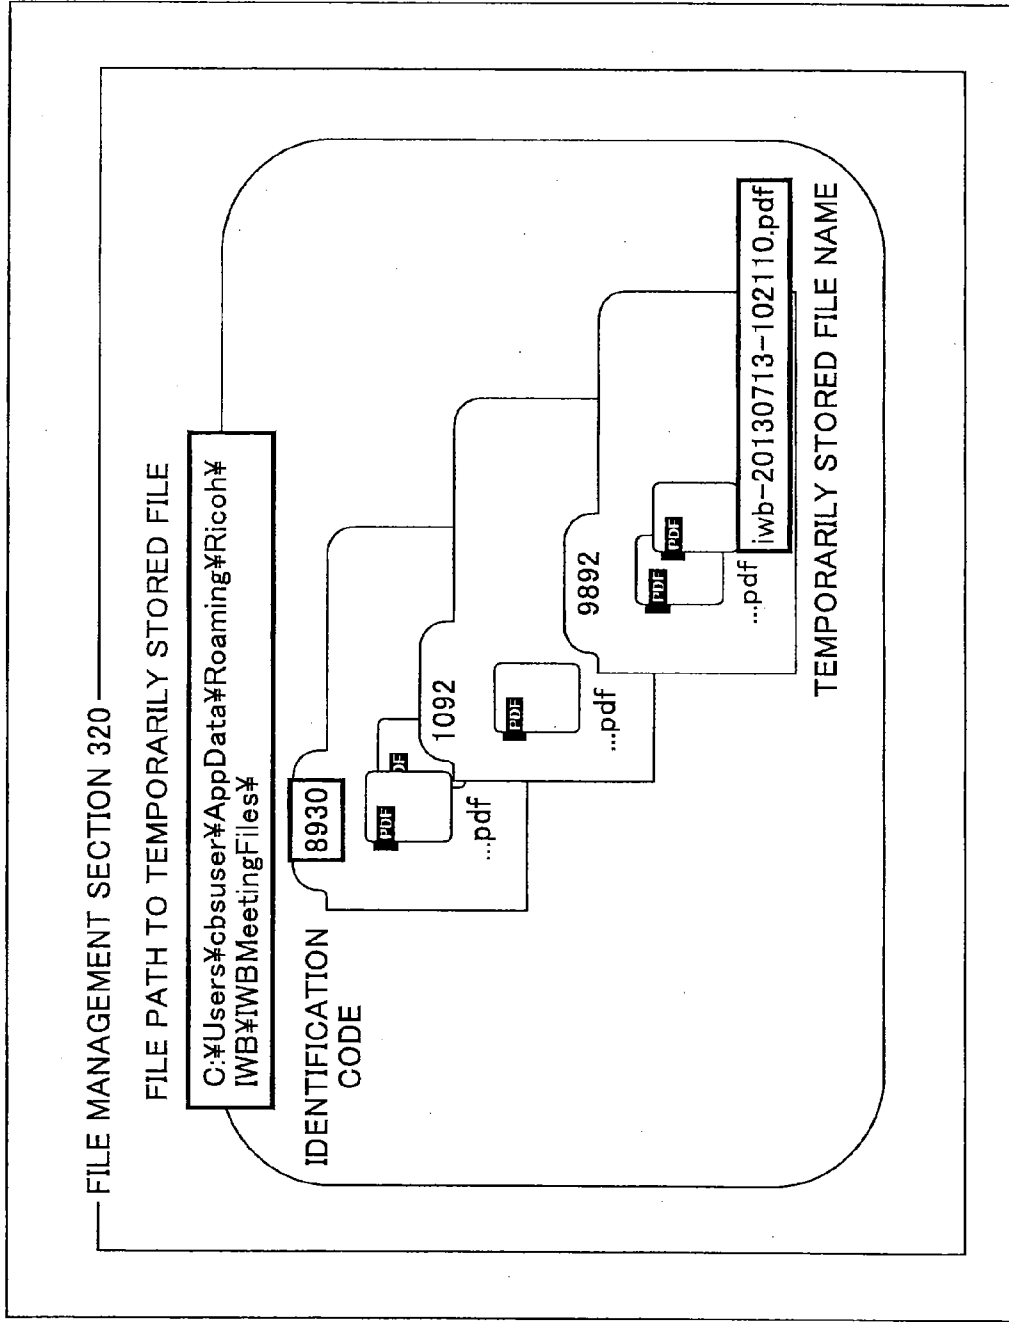 FILE MANAGEMENT SECTION 320
FILE PATH TO TEMPORARILY STORED FILE
C:¥Users¥cbsuser¥AppData¥Roaming¥Ricoh¥
IWB¥IWBMeetingFiles¥
IDENTIFICATION
CODE
8930
PDF
DF
...pdf
1092
PDF
...pdf
9892
PDF
PDF
...pdf
iwb-20130713-102110.pdf
TEMPORARILY STORED FILE NAME